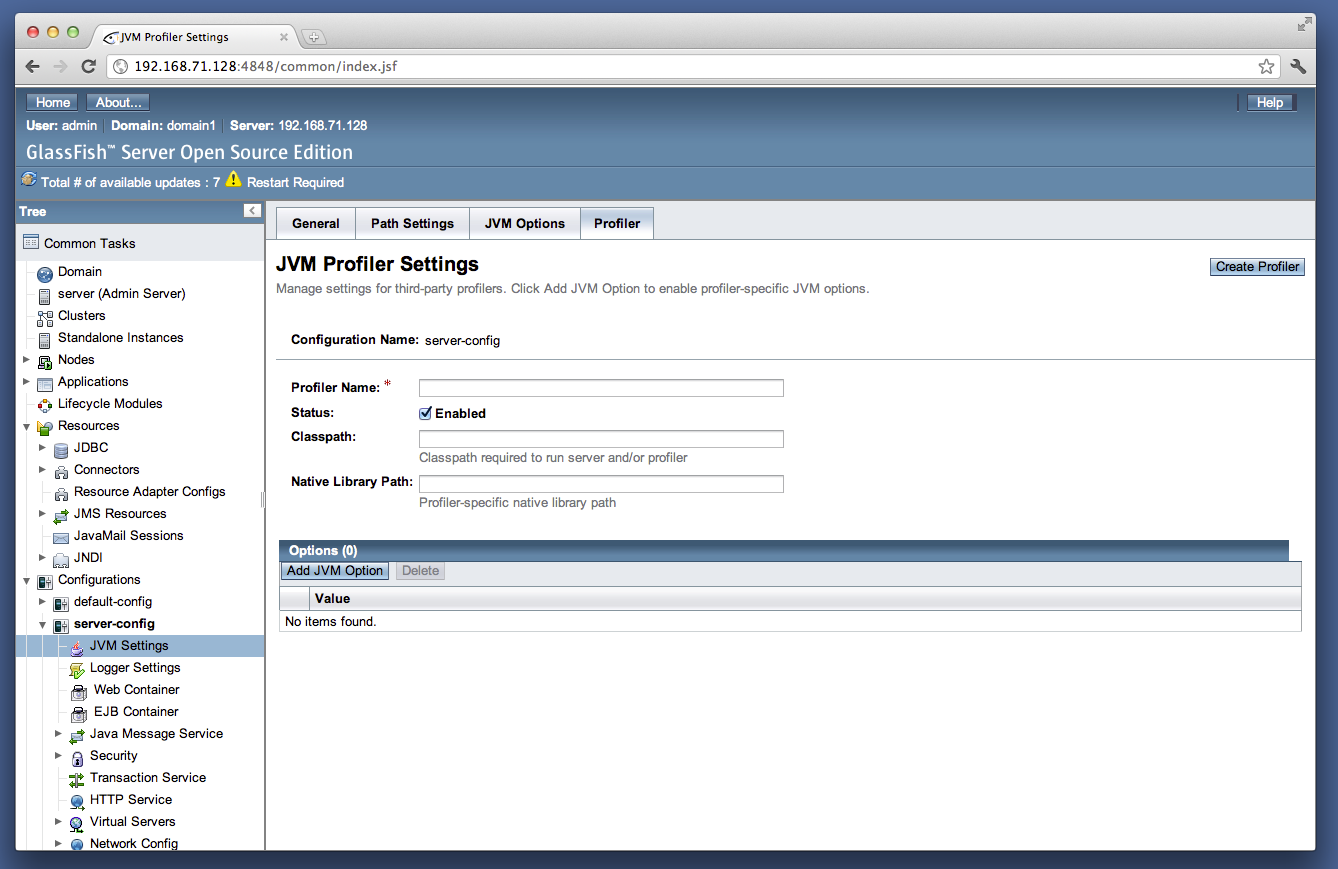 JVM Profiler Settings
192.168.71.128:4848/common/index.jsf
Home About... Help
User: admin Domain: domain1 Server: 192.168.71.128
GlassFish™ Server Open Source Edition
Total # of available updates : 7 Restart Required
Tree
Common Tasks
Domain
server (Admin Server)
Clusters
Standalone Instances
Nodes
Applications
Lifecycle Modules
Resources
JDBC
Connectors
Resource Adapter Configs
JMS Resources
JavaMail Sessions
JNDI
Configurations
default-config
server-config
JVM Settings
Logger Settings
Web Container
EJB Container
Java Message Service
Security
Transaction Service
HTTP Service
Virtual Servers
Network Config
General Path Settings JVM Options Profiler
JVM Profiler Settings
Create Profiler
Manage settings for third-party profilers. Click Add JVM Option to enable profiler-specific JVM options.
Configuration Name: server-config
Profiler Name: *
Status: Enabled
Classpath:
Classpath required to run server and/or profiler
Native Library Path:
Profiler-specific native library path
Options (0)
Add JVM Option Delete
Value
No items found.